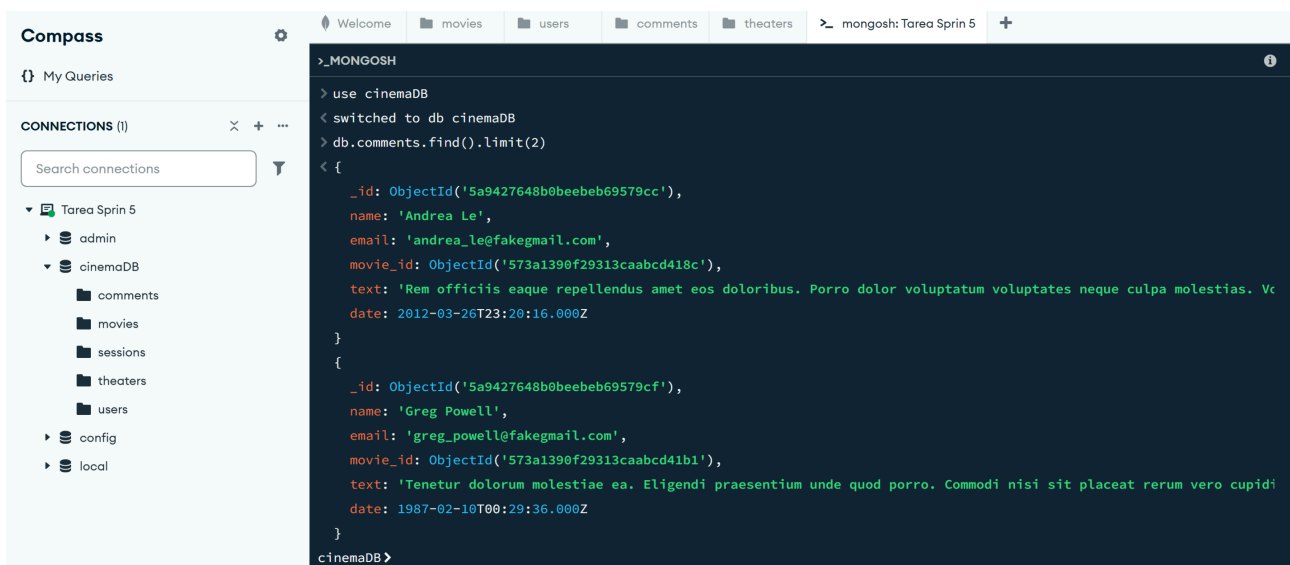 Compass
{} My Queries
CONNECTIONS (1)
Search connections
Tarea Sprin 5
admin
cinemaDB
comments
movies
sessions
theaters
users
config
local
Welcome movies users comments theaters >_ mongosh: Tarea Sprin 5 +
>_MONGOSH
> use cinemaDB
< switched to db cinemaDB
> db.comments.find().limit(2)
< {
_id: ObjectId('5a9427648b0beebeb69579cc'),
name: 'Andrea Le',
email: 'andrea_le@fakegmail.com',
movie_id: ObjectId('573a1390f29313caabcd418c'),
text: 'Rem officiis eaque repellendus amet eos doloribus. Porro dolor voluptatum voluptates neque culpa molestias. Vo
date: 2012-03-26T23:20:16.000Z
}
{
_id: ObjectId('5a9427648b0beebeb69579cf'),
name: 'Greg Powell',
email: 'greg_powell@fakegmail.com',
movie_id: ObjectId('573a1390f29313caabcd41b1'),
text: 'Tenetur dolorum molestiae ea. Eligendi praesentium unde quod porro. Commodi nisi sit placeat rerum vero cupidi
date: 1987-02-10T00:29:36.000Z
}
cinemaDB>